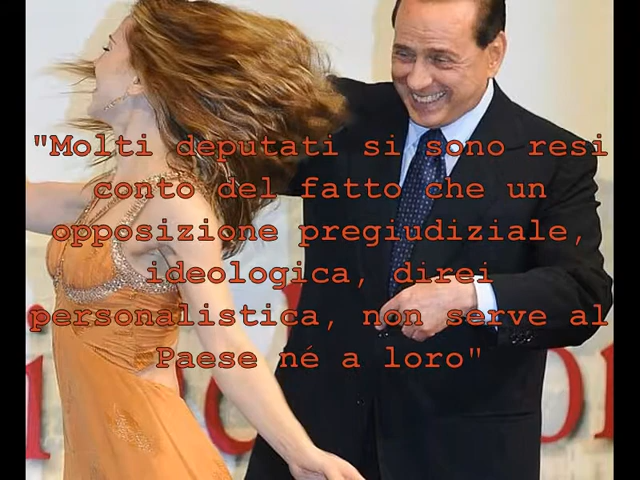 "Molti deputati si sono resi
conto del fatto che un
opposizione pregiudiziale,
ideologica, direi
personalistica, non serve al
Paese né a loro"